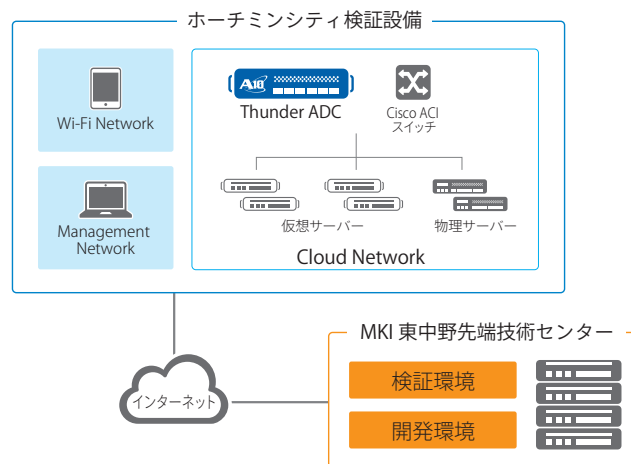 ホーチミンシティ検証設備
Wi-Fi Network
Management
Network
A10
Thunder ADC
Cisco ACI
スイッチ
仮想サーバー
物理サーバー
Cloud Network
インターネット
MKI 東中野先端技術センター
検証環境
開発環境